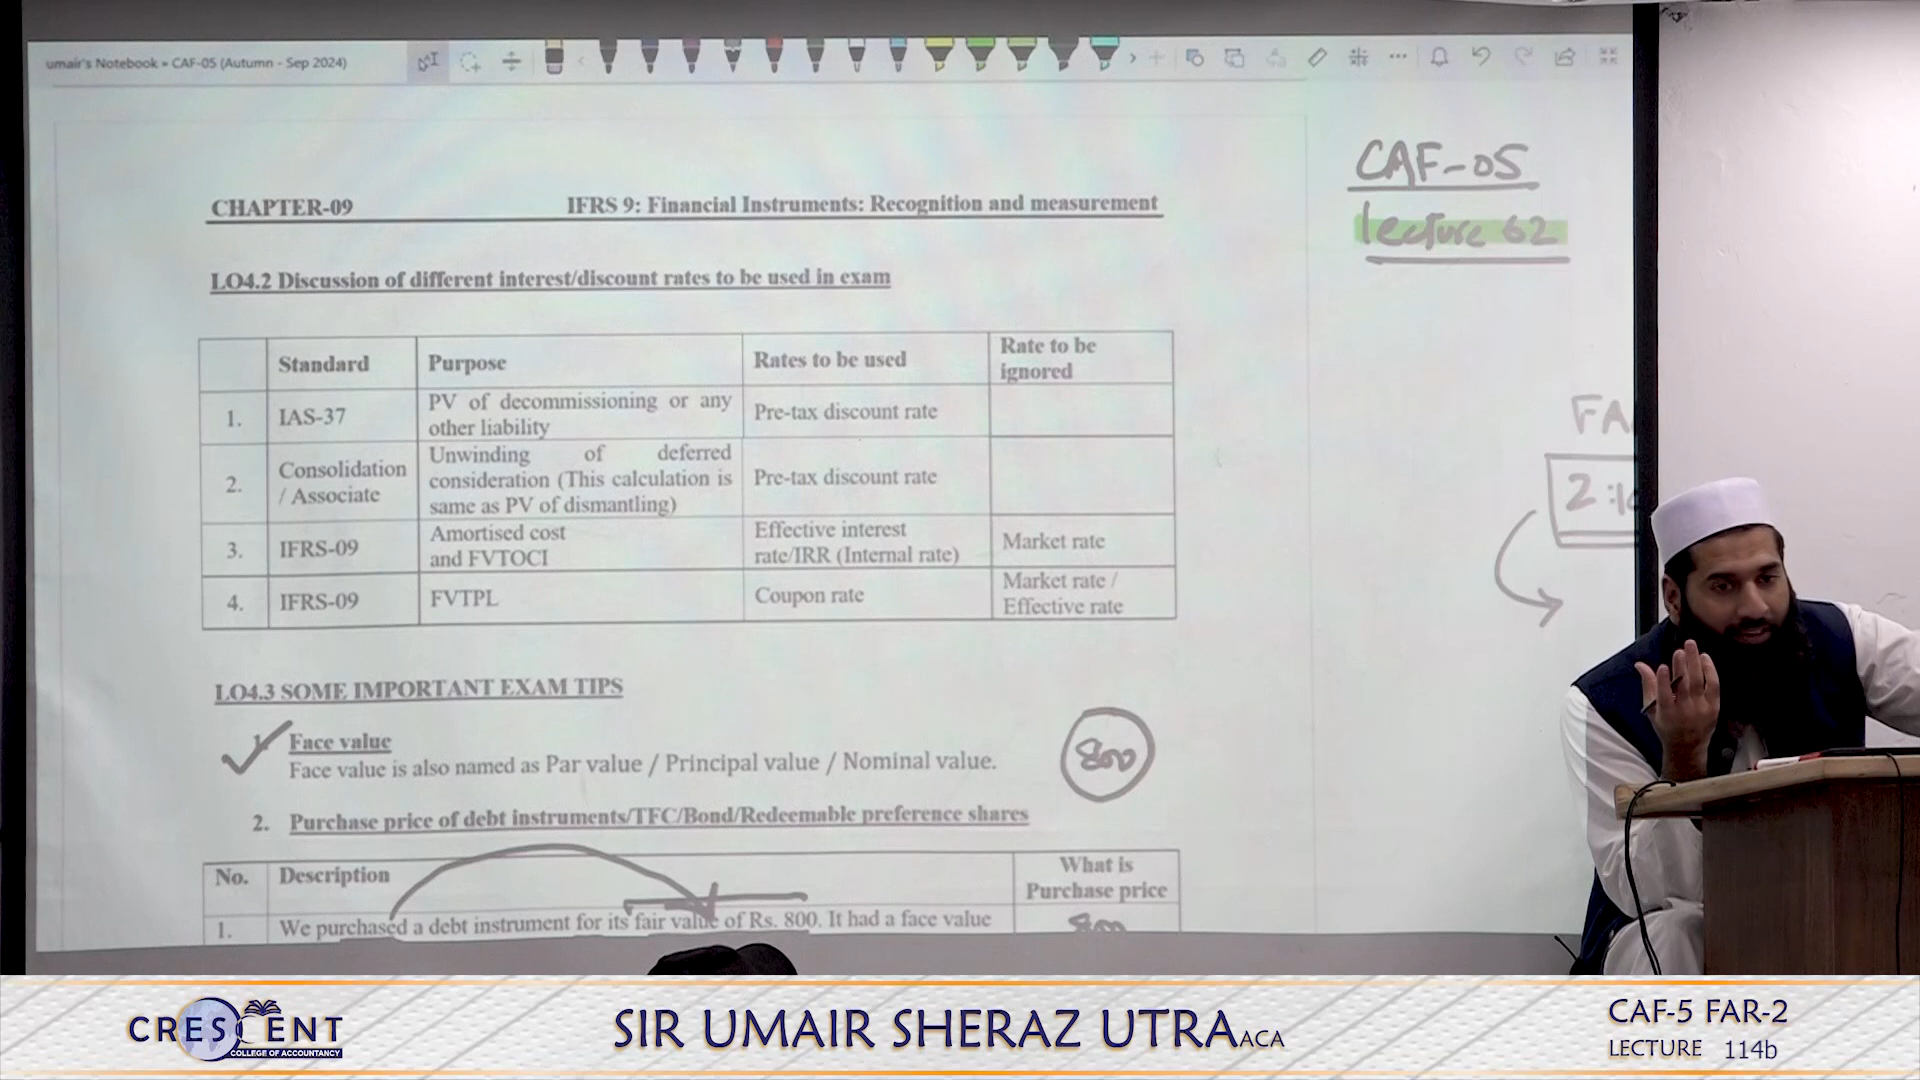 umair's Notebook » CAF-05 (Autumn - Sep 2024)
CAF-05
lecture 62
CHAPTER-09 IFRS 9: Financial Instruments: Recognition and measurement
LO4.2 Discussion of different interest/discount rates to be used in exam
Standard Purpose Rates to be used Rate to be ignored
1. IAS-37 PV of decommissioning or any other liability Pre-tax discount rate
2. Consolidation / Associate Unwinding of deferred consideration (This calculation is same as PV of dismantling) Pre-tax discount rate
3. IFRS-09 Amortised cost and FVTOCI Effective interest rate/IRR (Internal rate) Market rate
4. IFRS-09 FVTPL Coupon rate Market rate / Effective rate
LO4.3 SOME IMPORTANT EXAM TIPS
Face value
Face value is also named as Par value / Principal value / Nominal value.
800
2. Purchase price of debt instruments/TFC/Bond/Redeemable preference shares
No. Description What is Purchase price
1. We purchased a debt instrument for its fair value of Rs. 800. It had a face value 800
CRESCENT
COLLEGE OF ACCOUNTANCY
SIR UMAIR SHERAZ UTRA ACA
CAF-5 FAR-2
LECTURE 114b